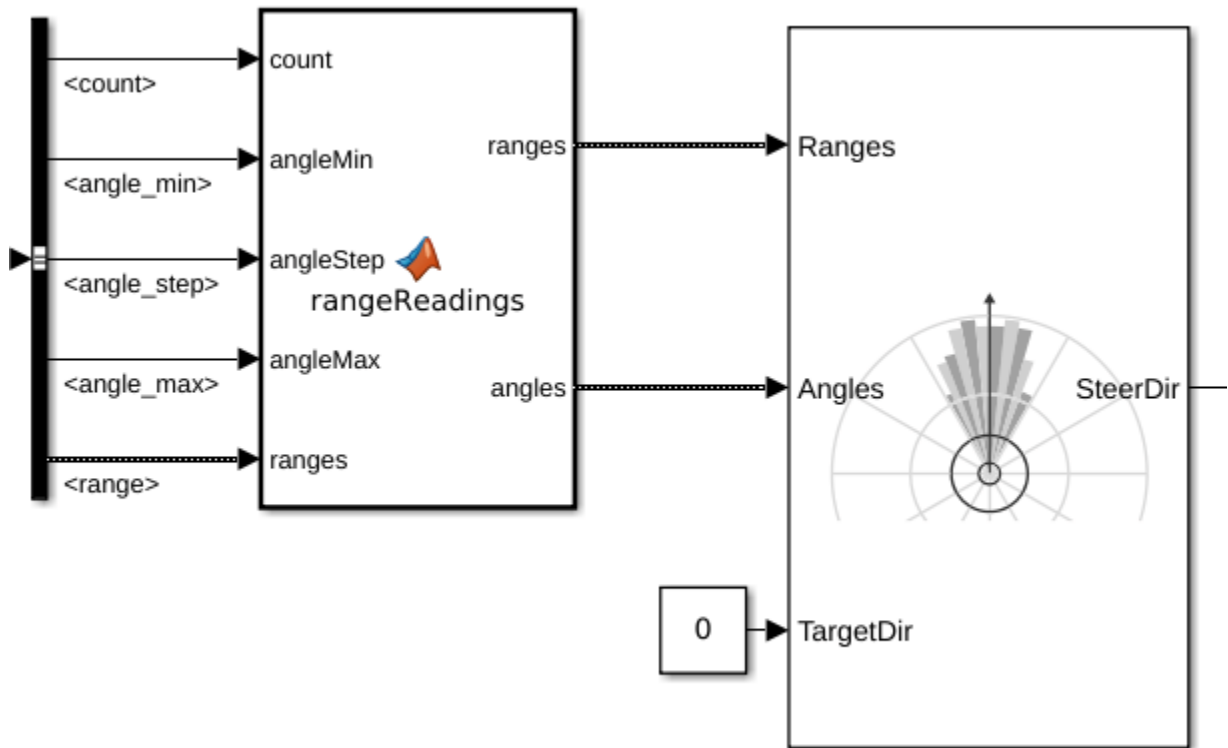 count
<count>
angleMin
<angle_min>
angleStep
<angle_step>
rangeReadings
angleMax
<angle_max>
ranges
<range>
ranges
angles
Ranges
Angles
SteerDir
0
TargetDir